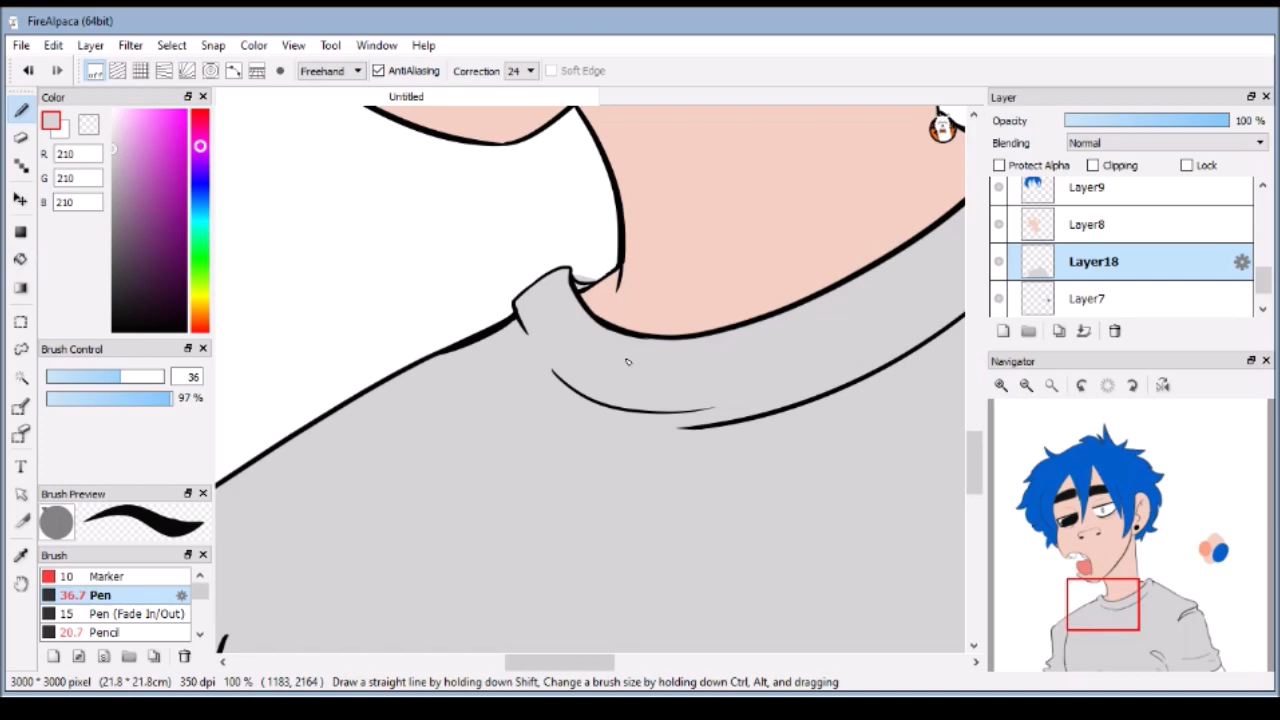 FireAlpaca (64bit)
File Edit Layer Filter Select Snap Color View Tool Window Help
off Freehand AntiAliasing Correction 24 Soft Edge
Color
Untitled
Layer
R 210
G 210
B 210
Opacity 100 %
Blending Normal
Protect Alpha Clipping Lock
Layer9
Layer8
Layer18
Layer7
Brush Control
36
97 %
Navigator
T
Brush Preview
Brush
10 Marker
36.7 Pen
15 Pen (Fade In/Out)
20.7 Pencil
3000 * 3000 pixel (21.8 * 21.8cm) 350 dpi 100 % ( 1183, 2164 ) Draw a straight line by holding down Shift, Change a brush size by holding down Ctrl, Alt, and dragging